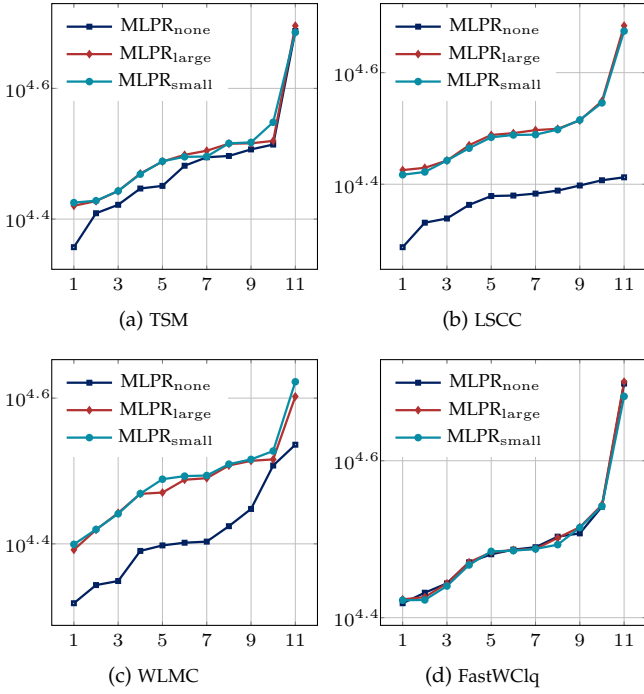 MLPR_none
MLPR_large
MLPR_small
10^4.6
10^4.4
1 3 5 7 9 11
(a) TSM
MLPR_none
MLPR_large
MLPR_small
10^4.6
10^4.4
1 3 5 7 9 11
(b) LSCC
MLPR_none
MLPR_large
MLPR_small
10^4.6
10^4.4
1 3 5 7 9 11
(c) WLMC
MLPR_none
MLPR_large
MLPR_small
10^4.6
10^4.4
1 3 5 7 9 11
(d) FastWClq